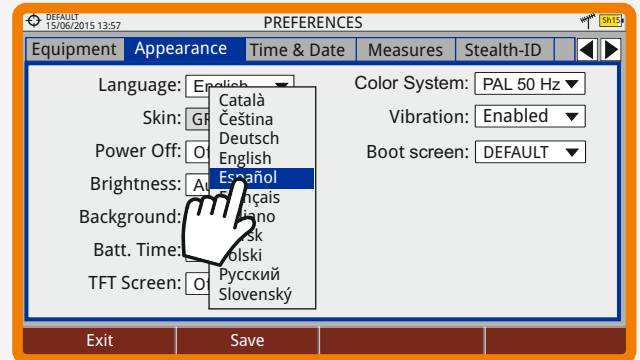 DEFAULT
15/06/2015 13:57
PREFERENCES
5h15
Equipment Appearance Time & Date Measures Stealth-ID
Language: English
Skin:
Power Off:
Brightness:
Background:
Batt. Time:
TFT Screen:
Català
Čeština
Deutsch
English
Español
Polski
Русский
Slovenský
Color System: PAL 50 Hz
Vibration: Enabled
Boot screen: DEFAULT
Exit Save